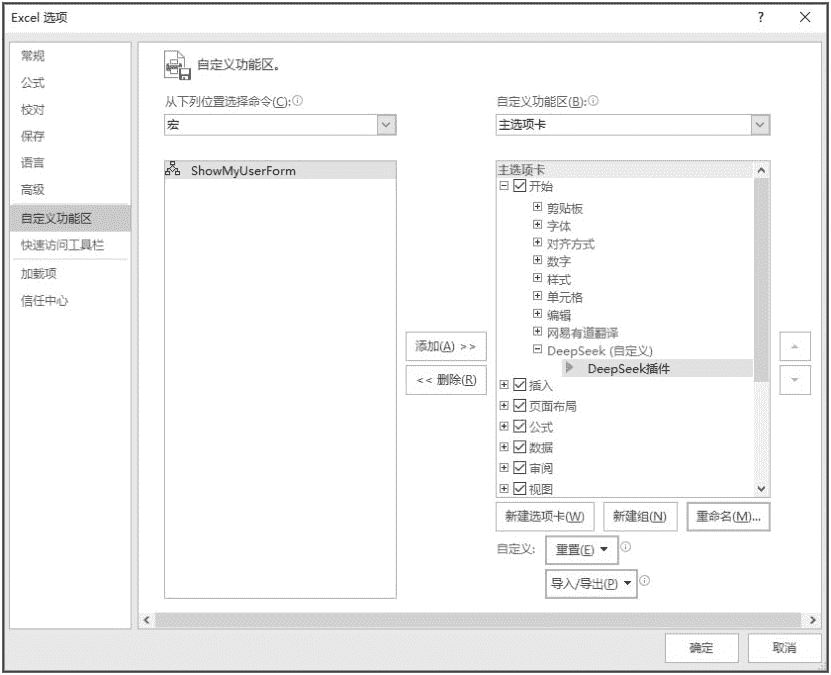 Excel 选项
?
常规
公式
校对
保存
语言
高级
自定义功能区
快速访问工具栏
加载项
信任中心
自定义功能区。
从下列位置选择命令(C):
宏
ShowMyUserForm
添加(A) >>
<< 删除(R)
自定义功能区(B):
主选项卡
主选项卡
开始
剪贴板
字体
对齐方式
数字
样式
单元格
编辑
网易有道翻译
DeepSeek (自定义)
DeepSeek插件
插入
页面布局
公式
数据
审阅
视图
新建选项卡(W)
新建组(N)
重命名(M)...
自定义:
重置(E)
导入/导出(P)
确定
取消